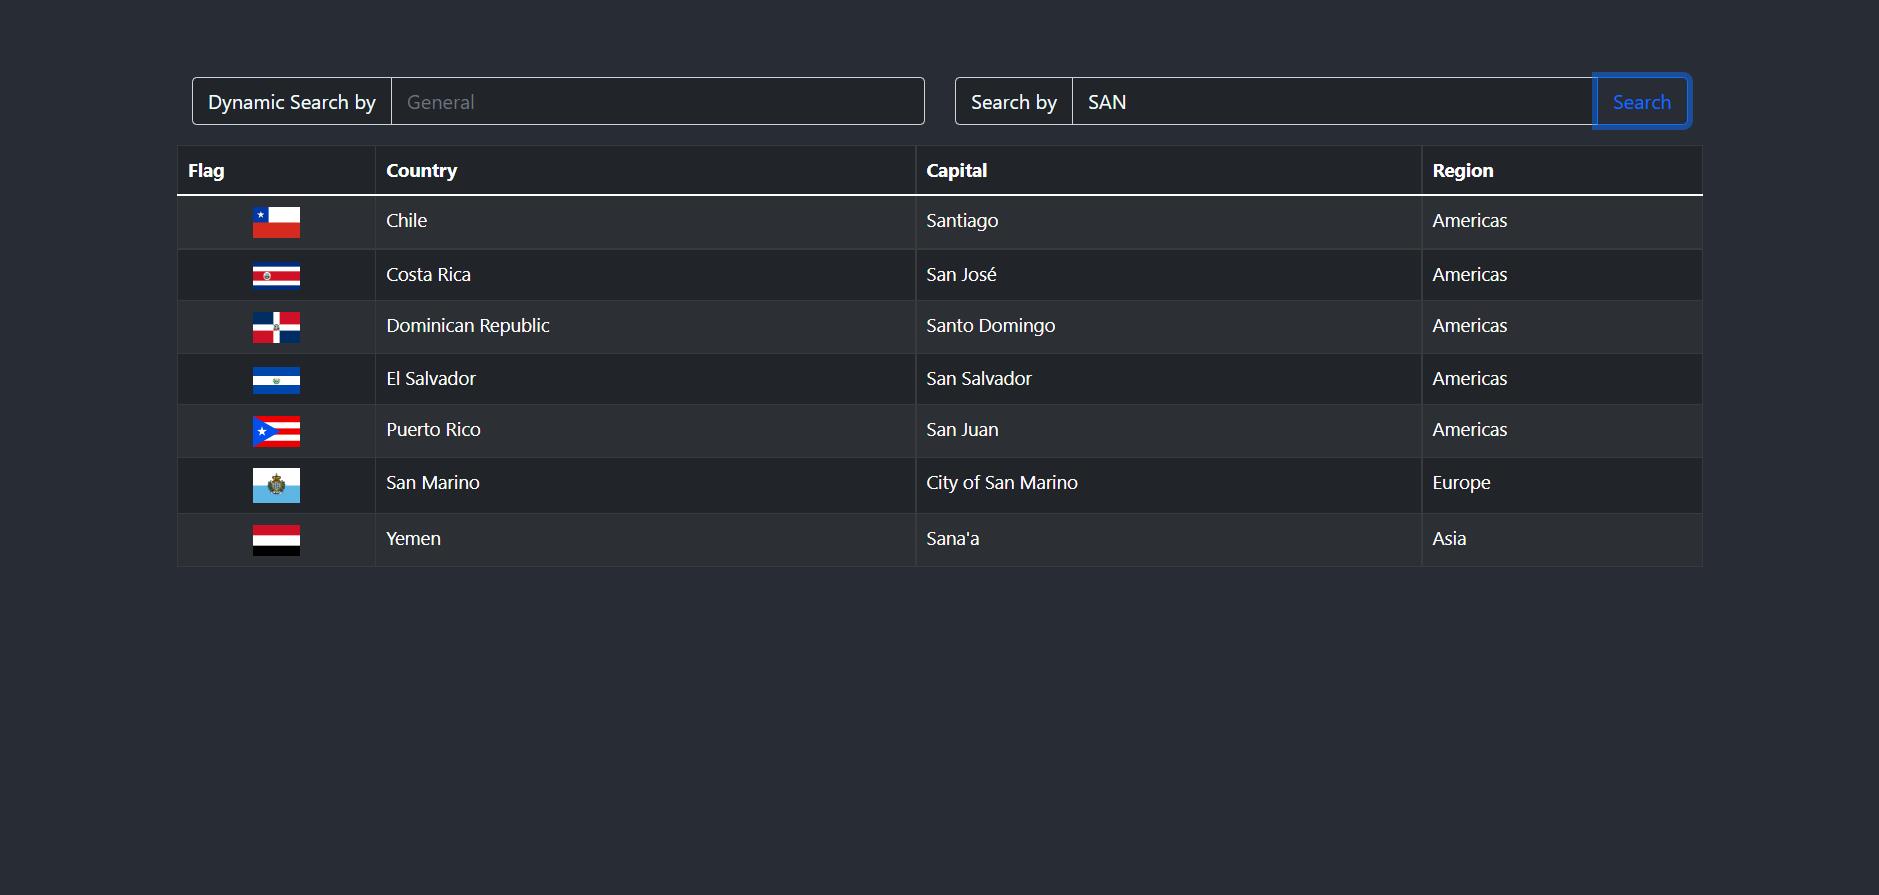 Dynamic Search by General Search by SAN Search
Flag Country Capital Region
Chile Santiago Americas
Costa Rica San José Americas
Dominican Republic Santo Domingo Americas
El Salvador San Salvador Americas
Puerto Rico San Juan Americas
San Marino City of San Marino Europe
Yemen Sana'a Asia